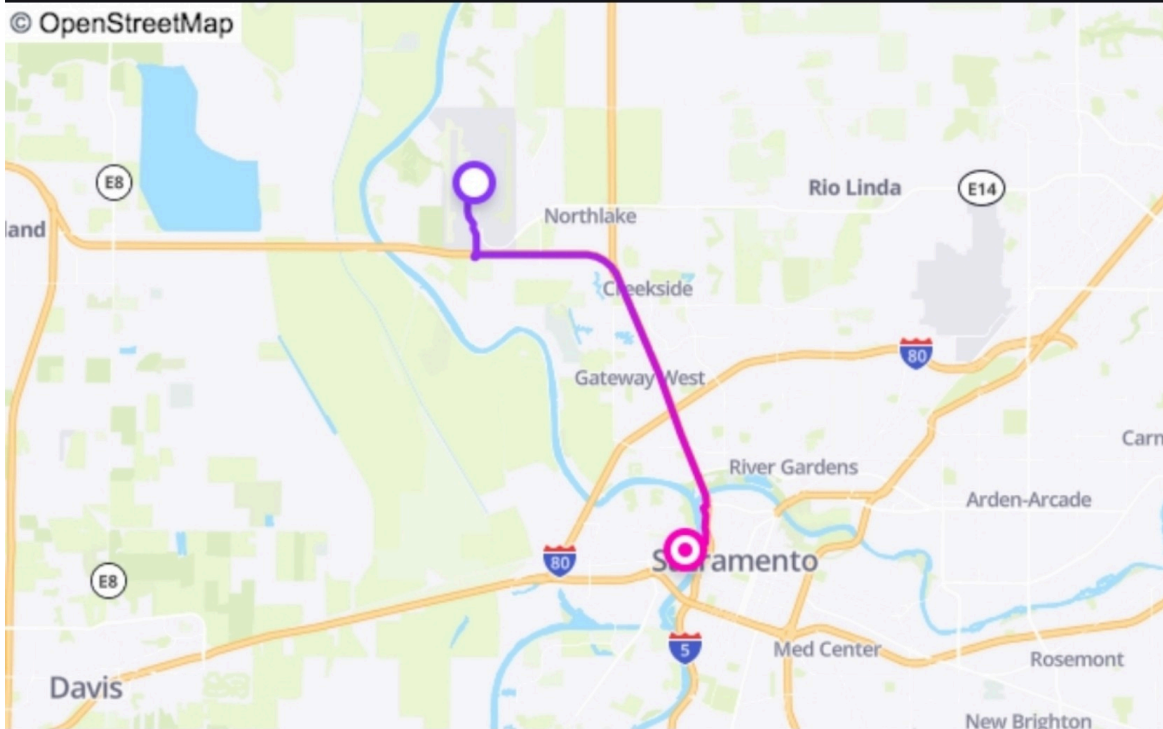 © OpenStreetMap
E8
Rio Linda
E14
land
Northlake
Creekside
80
Gateway West
River Gardens
Carn
Arden-Arcade
Sacramento
80
E8
5
Med Center
Rosemont
Davis
New Brighton